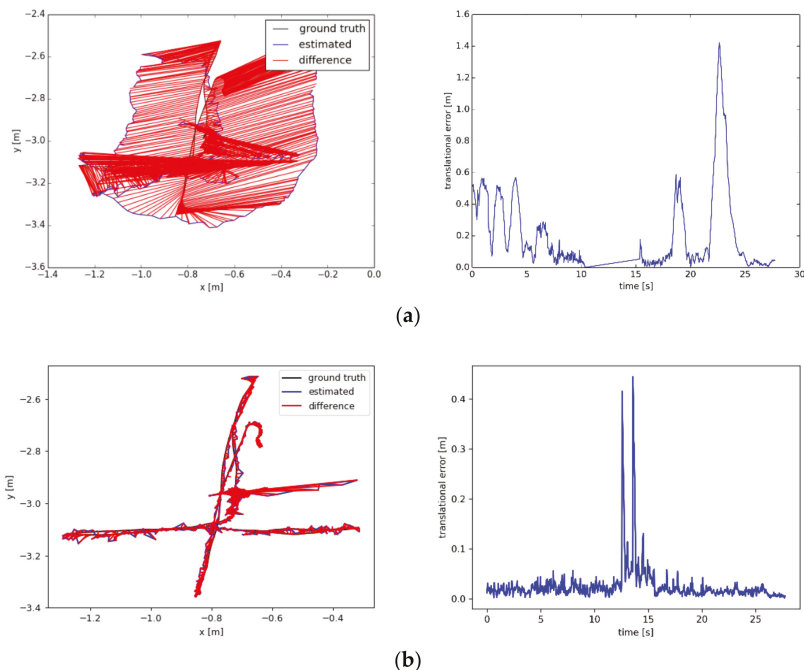 −2.4
−2.6
−2.8
−3.0
−3.2
−3.4
−3.6
y [m]
ground truth
estimated
difference
−1.4 −1.2 −1.0 −0.8 −0.6 −0.4 −0.2 0.0
x [m]
1.6
1.4
1.2
1.0
0.8
0.6
0.4
0.2
0.0
translational error [m]
0 5 10 15 20 25 30
time [s]
(a)
−2.6
−2.8
−3.0
−3.2
−3.4
y [m]
ground truth
estimated
difference
−1.2 −1.0 −0.8 −0.6 −0.4
x [m]
0.4
0.3
0.2
0.1
0.0
translational error [m]
0 5 10 15 20 25
time [s]
(b)